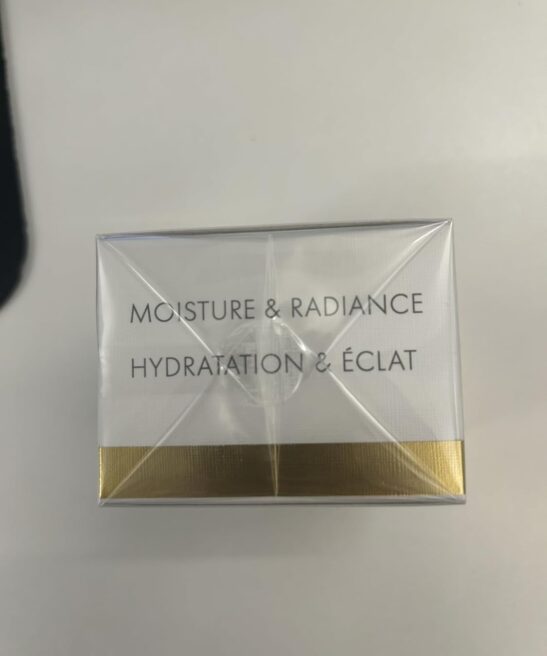 MOISTURE & RADIANCE
HYDRATATION & ÉCLAT